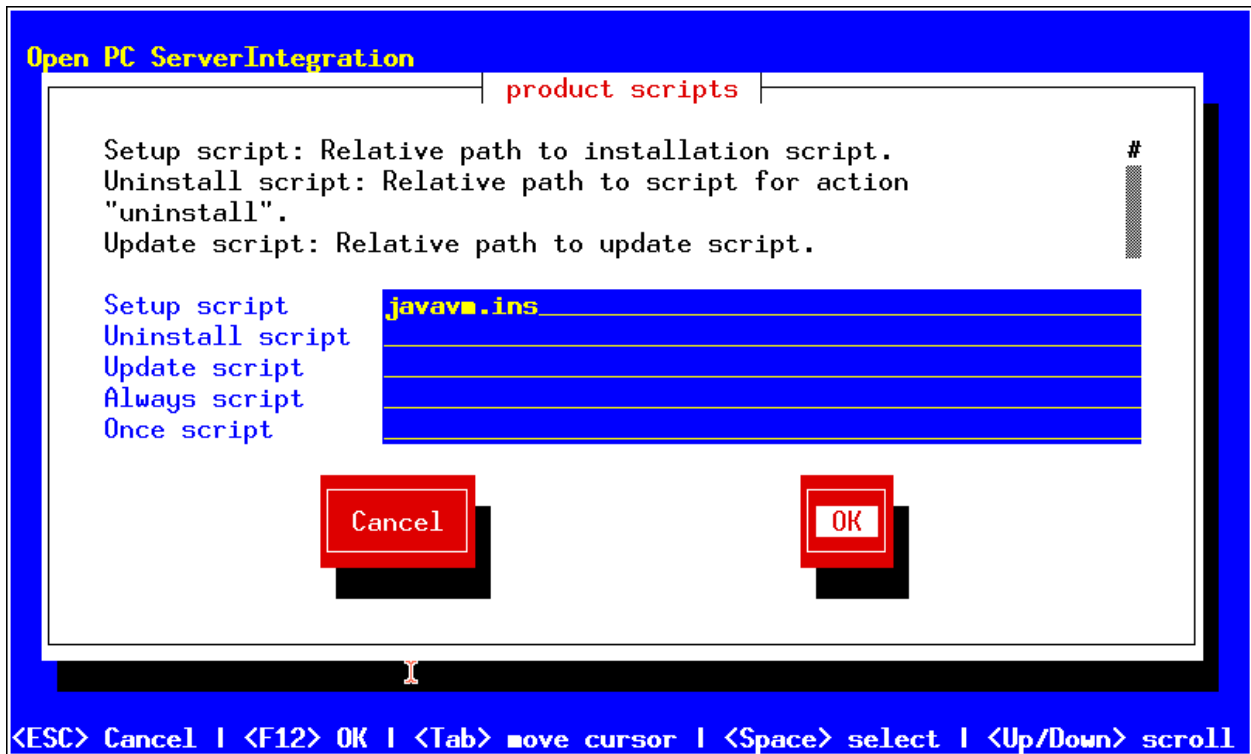 Open PC ServerIntegration
product scripts
Setup script: Relative path to installation script.
#
Uninstall script: Relative path to script for action
"uninstall".
Update script: Relative path to update script.
Setup script javavm.ins
Uninstall script
Update script
Always script
Once script
Cancel OK
<ESC> Cancel | <F12> OK | <Tab> move cursor | <Space> select | <Up/Down> scroll